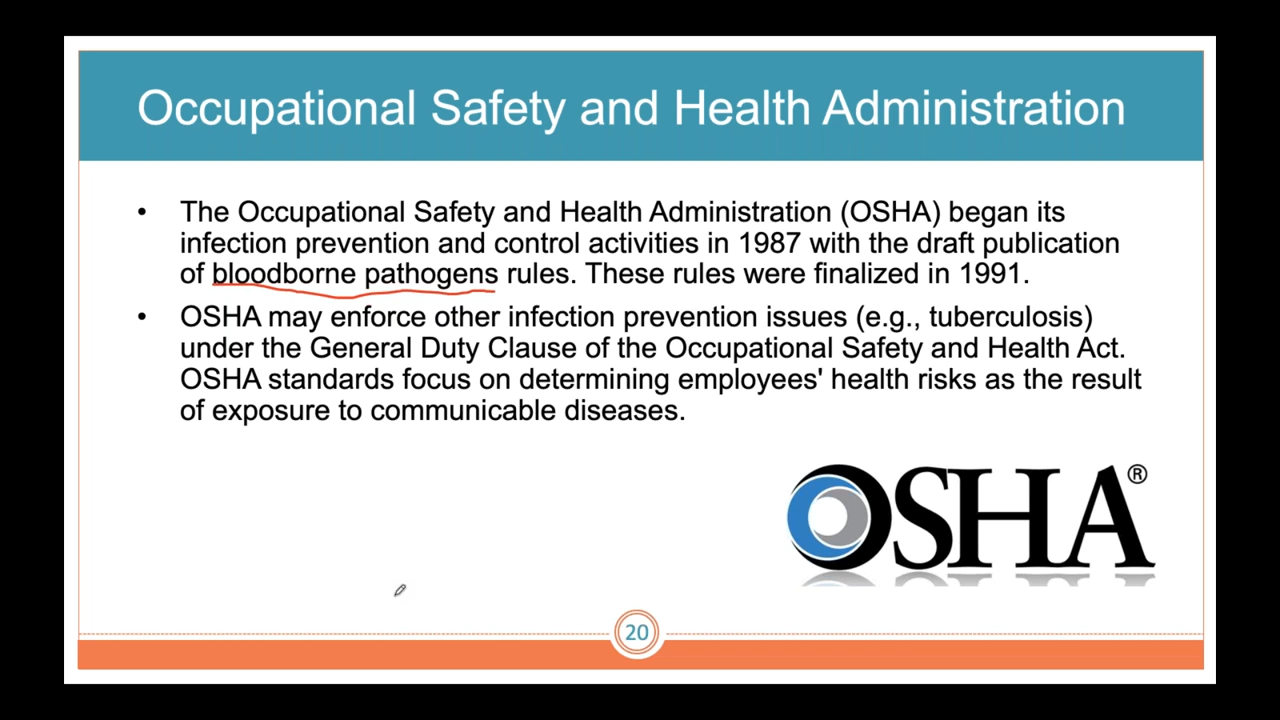 Occupational Safety and Health Administration
• The Occupational Safety and Health Administration (OSHA) began its
infection prevention and control activities in 1987 with the draft publication
of bloodborne pathogens rules. These rules were finalized in 1991.
• OSHA may enforce other infection prevention issues (e.g., tuberculosis)
under the General Duty Clause of the Occupational Safety and Health Act.
OSHA standards focus on determining employees' health risks as the result
of exposure to communicable diseases.
OSHA®
20